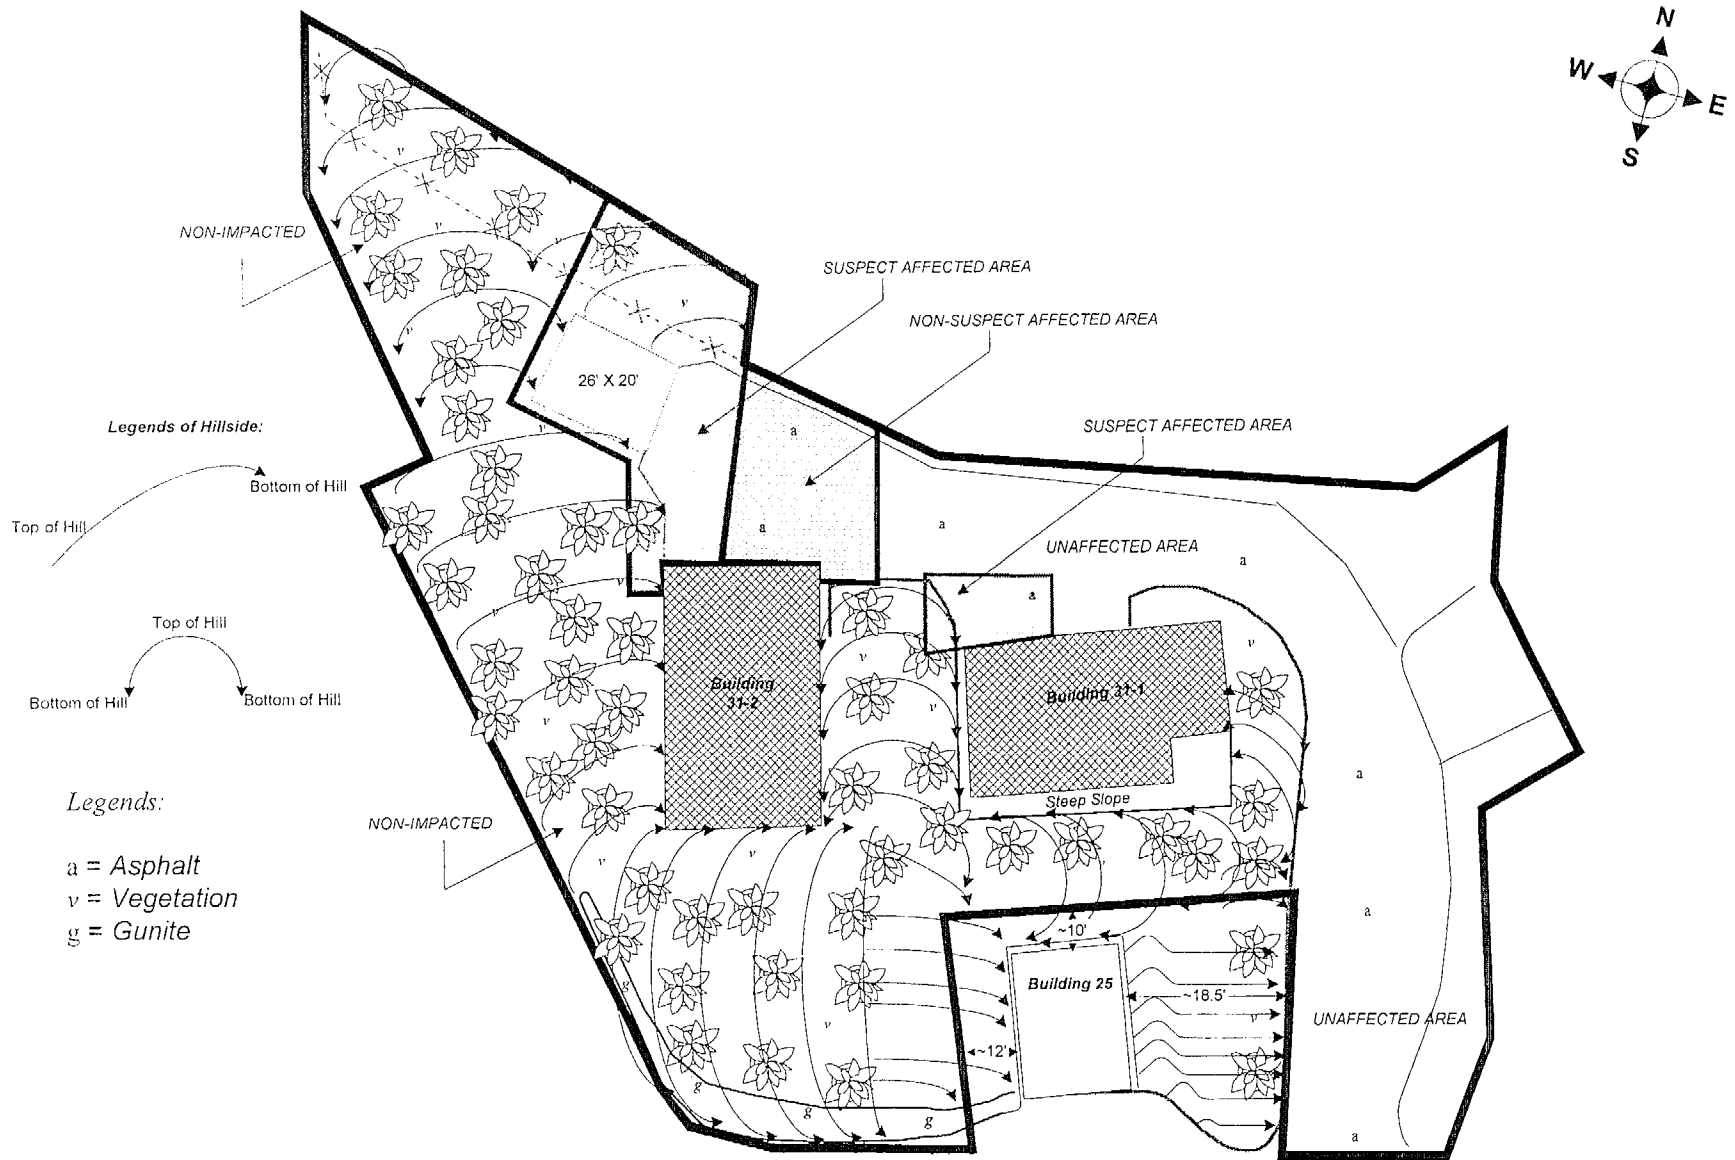 N
W
E
S
v
NON-IMPACTED
v
v
SUSPECT AFFECTED AREA
v
NON-SUSPECT AFFECTED AREA
v
26' X 20'
Legends of Hillside:
v
a
SUSPECT AFFECTED AREA
Bottom of Hill
Top of Hill
a
a
UNAFFECTED AREA
a
v
a
v
Top of Hill
v
v
Building
31-2
Building 31-1
Bottom of Hill
Bottom of Hill
v
v
a
Legends:
Steep Slope
NON-IMPACTED
v
v
a = Asphalt
v = Vegetation
g = Gunite
a
~10'
g
Building 25
~18.5'
v
v
UNAFFECTED AREA
~12'
g
g
g
a